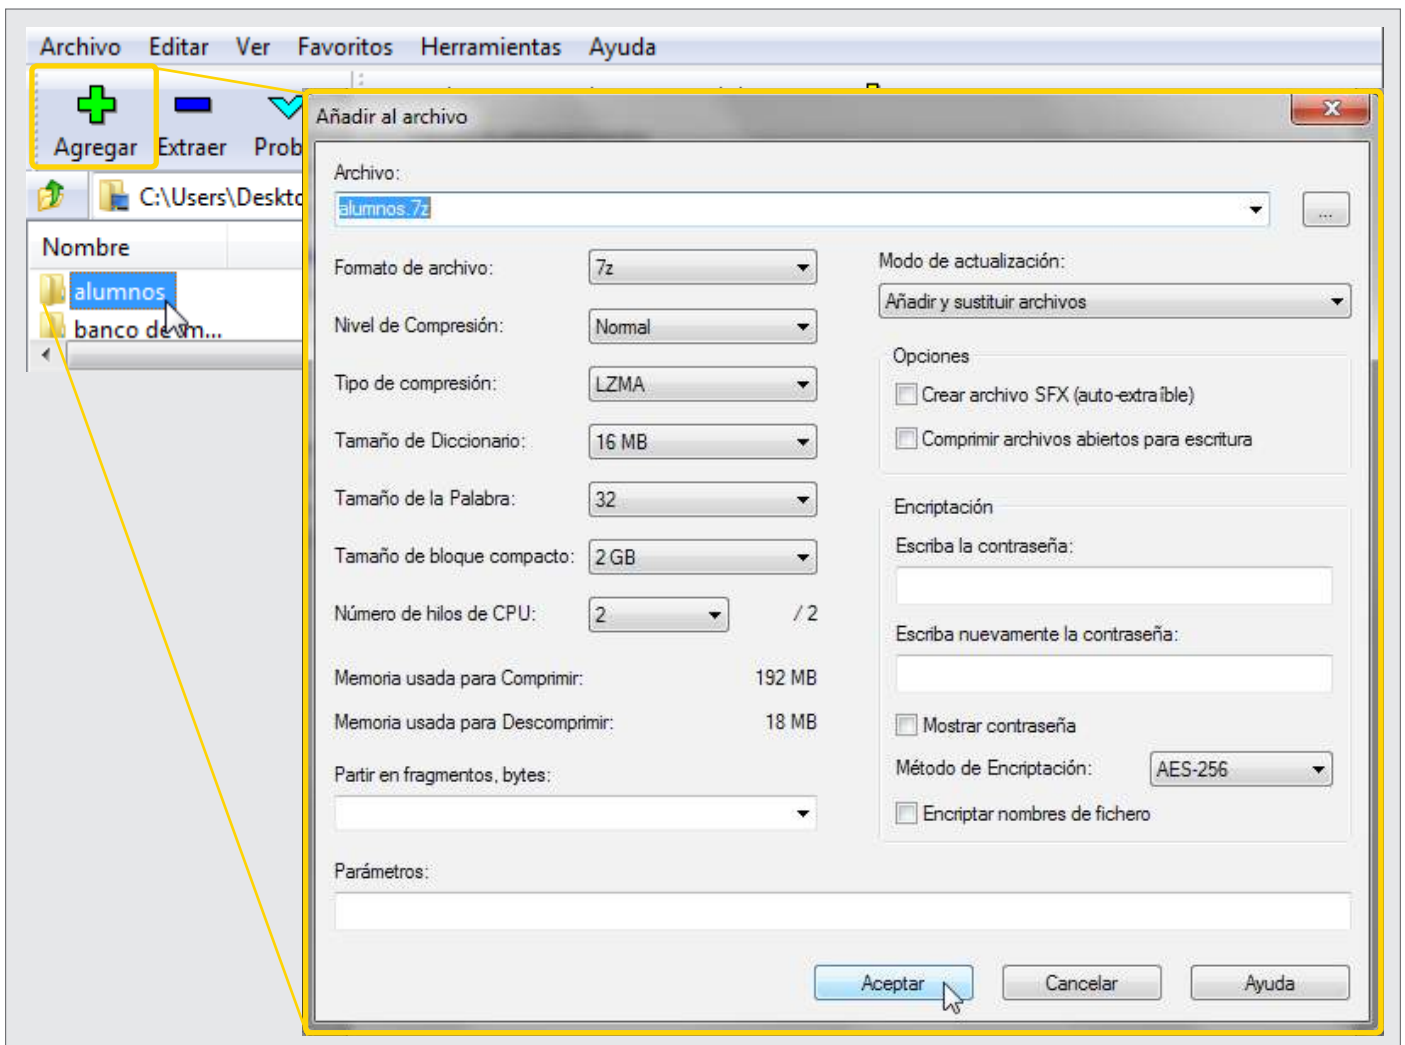 Archivo Editar Ver Favoritos Herramientas Ayuda
Agregar Extraer Prob
C:\Users\Deskto
Nombre
alumnos
banco de im...
Añadir al archivo
Archivo:
alumnos.7z
...
Formato de archivo: 7z
Nivel de Compresión: Normal
Tipo de compresión: LZMA
Tamaño de Diccionario: 16 MB
Tamaño de la Palabra: 32
Tamaño de bloque compacto: 2 GB
Número de hilos de CPU: 2 / 2
Memoria usada para Comprimir: 192 MB
Memoria usada para Descomprimir: 18 MB
Partir en fragmentos, bytes:
Modo de actualización:
Añadir y sustituir archivos
Opciones
Crear archivo SFX (auto-extraíble)
Comprimir archivos abiertos para escritura
Encriptación
Escriba la contraseña:
Escriba nuevamente la contraseña:
Mostrar contraseña
Método de Encriptación: AES-256
Encriptar nombres de fichero
Parámetros:
Aceptar Cancelar Ayuda